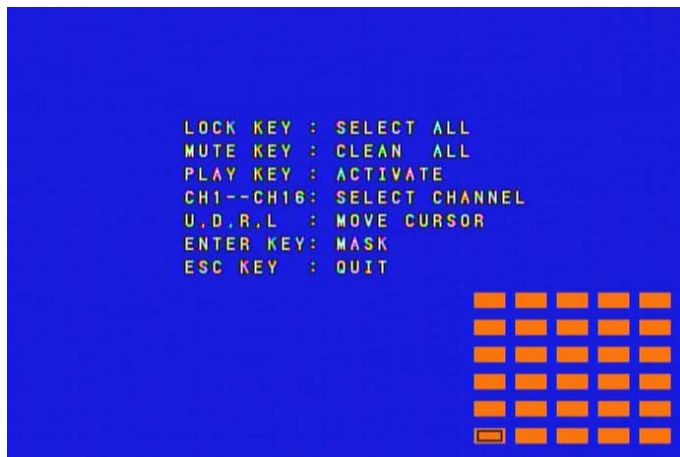 LOCK KEY : SELECT ALL
MUTE KEY : CLEAN ALL
PLAY KEY : ACTIVATE
CH1--CH16: SELECT CHANNEL
U,D,R,L : MOVE CURSOR
ENTER KEY: MASK
ESC KEY : QUIT